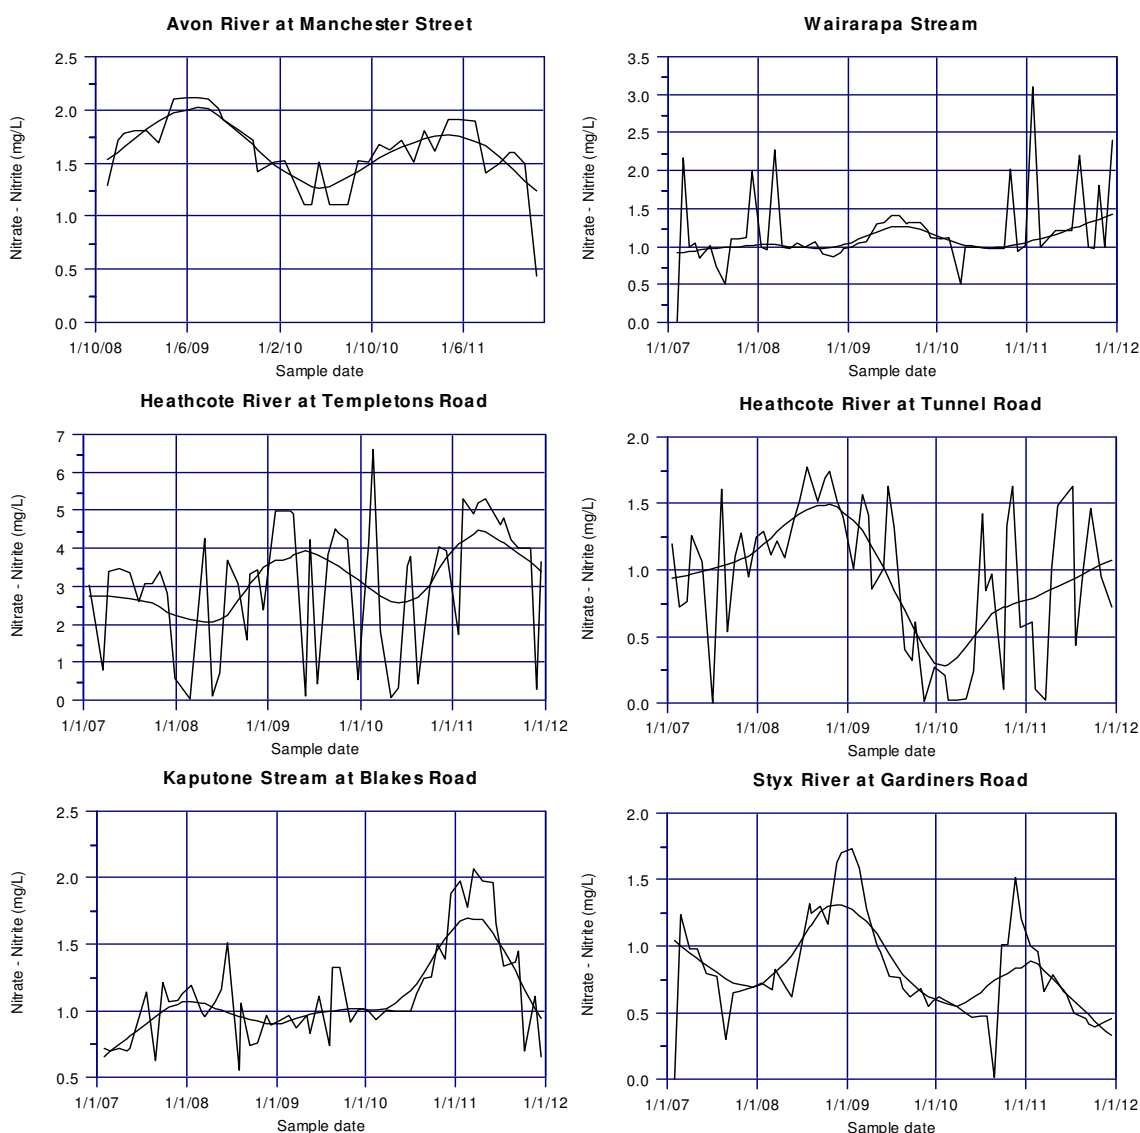 Avon River at Manchester Street
Nitrate - Nitrite (mg/L)
2.5
2.0
1.5
1.0
0.5
0.0
1/10/08 1/6/09 1/2/10 1/10/10 1/6/11
Sample date
Wairarapa Stream
Nitrate - Nitrite (mg/L)
3.5
3.0
2.5
2.0
1.5
1.0
0.5
0.0
1/1/07 1/1/08 1/1/09 1/1/10 1/1/11 1/1/12
Sample date
Heathcote River at Templetons Road
Nitrate - Nitrite (mg/L)
7
6
5
4
3
2
1
0
1/1/07 1/1/08 1/1/09 1/1/10 1/1/11 1/1/12
Sample date
Heathcote River at Tunnel Road
Nitrate - Nitrite (mg/L)
2.0
1.5
1.0
0.5
0.0
1/1/07 1/1/08 1/1/09 1/1/10 1/1/11 1/1/12
Sample date
Kaputone Stream at Blakes Road
Nitrate - Nitrite (mg/L)
2.5
2.0
1.5
1.0
0.5
1/1/07 1/1/08 1/1/09 1/1/10 1/1/11 1/1/12
Sample date
Styx River at Gardiners Road
Nitrate - Nitrite (mg/L)
2.0
1.5
1.0
0.5
0.0
1/1/07 1/1/08 1/1/09 1/1/10 1/1/11 1/1/12
Sample date